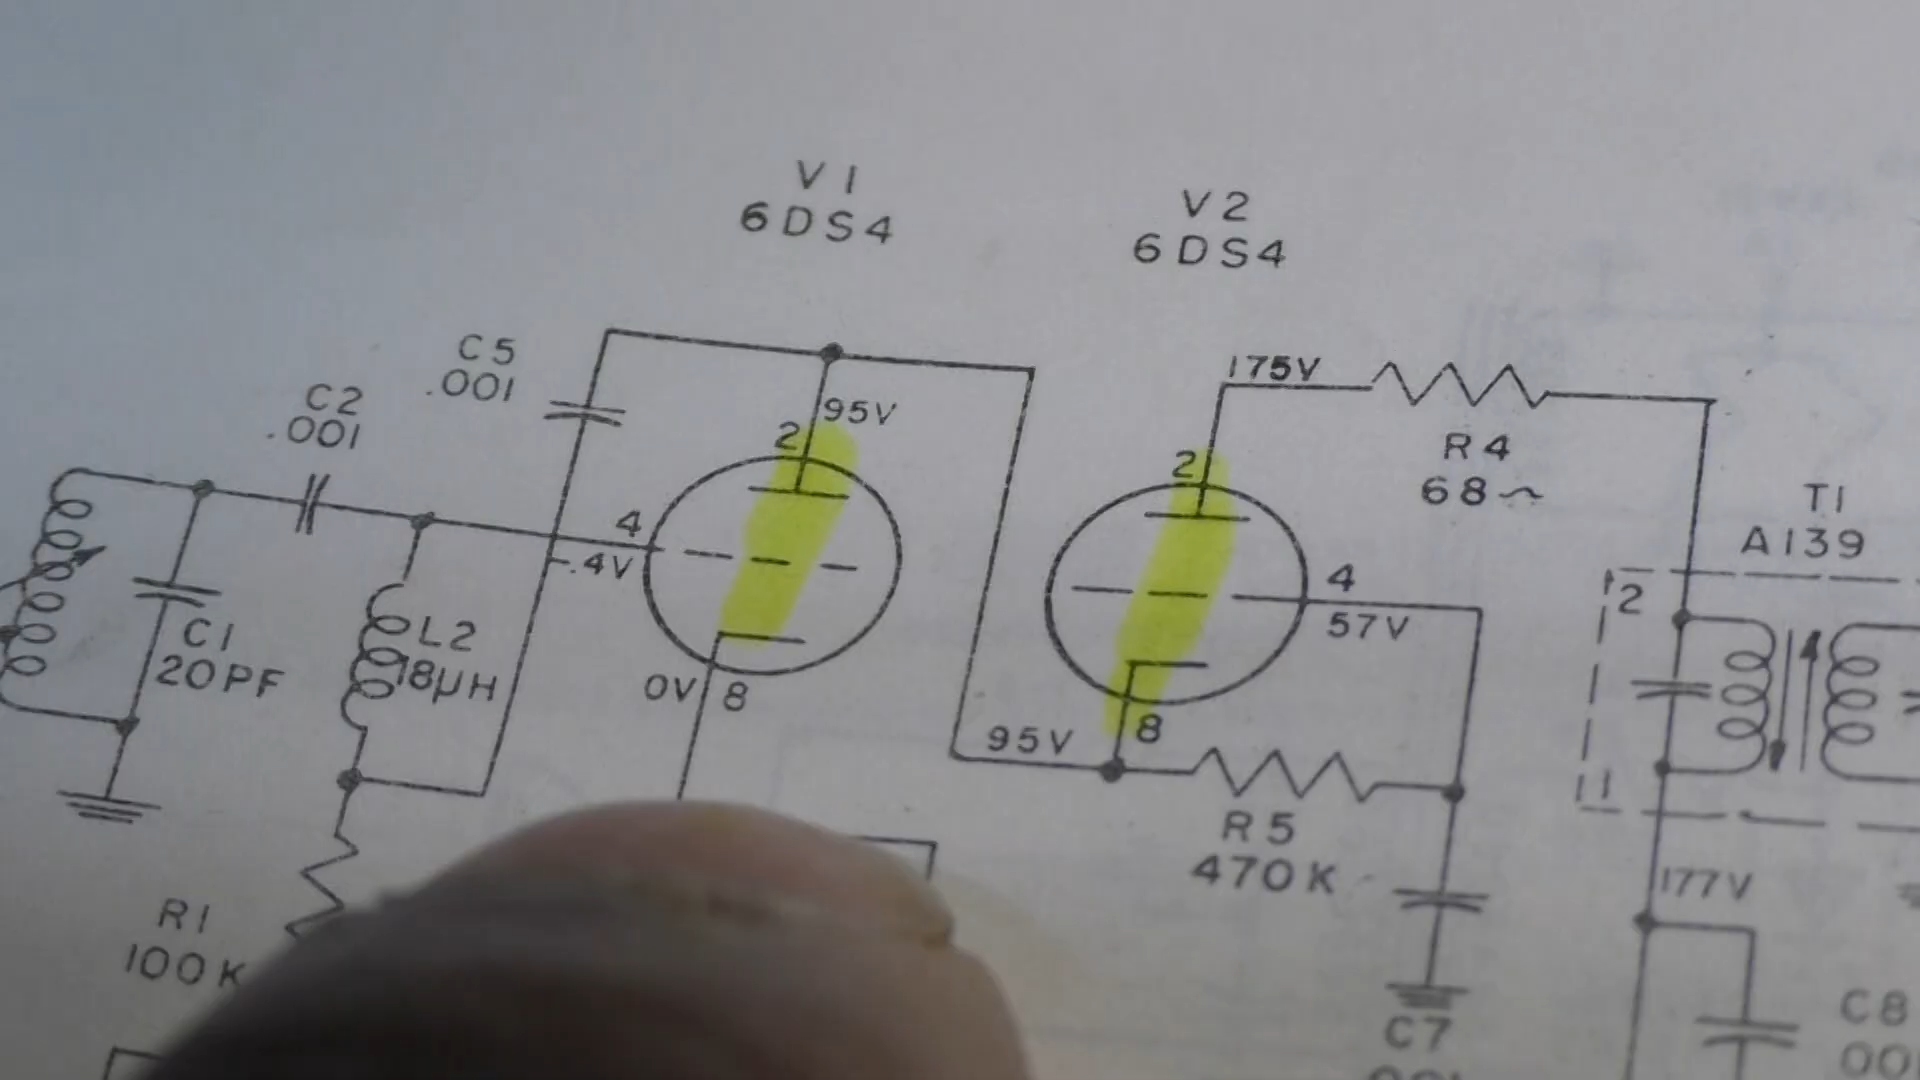 V1
6DS4
V2
6DS4
C5
.001
C2
.001
95V
2
175V
R4
68~
2
T1
A139
4
-.4V
4
57V
2
C1
20PF
L2
18µH
0V
8
95V
8
R5
470K
1
177V
R1
100K
C7
C8